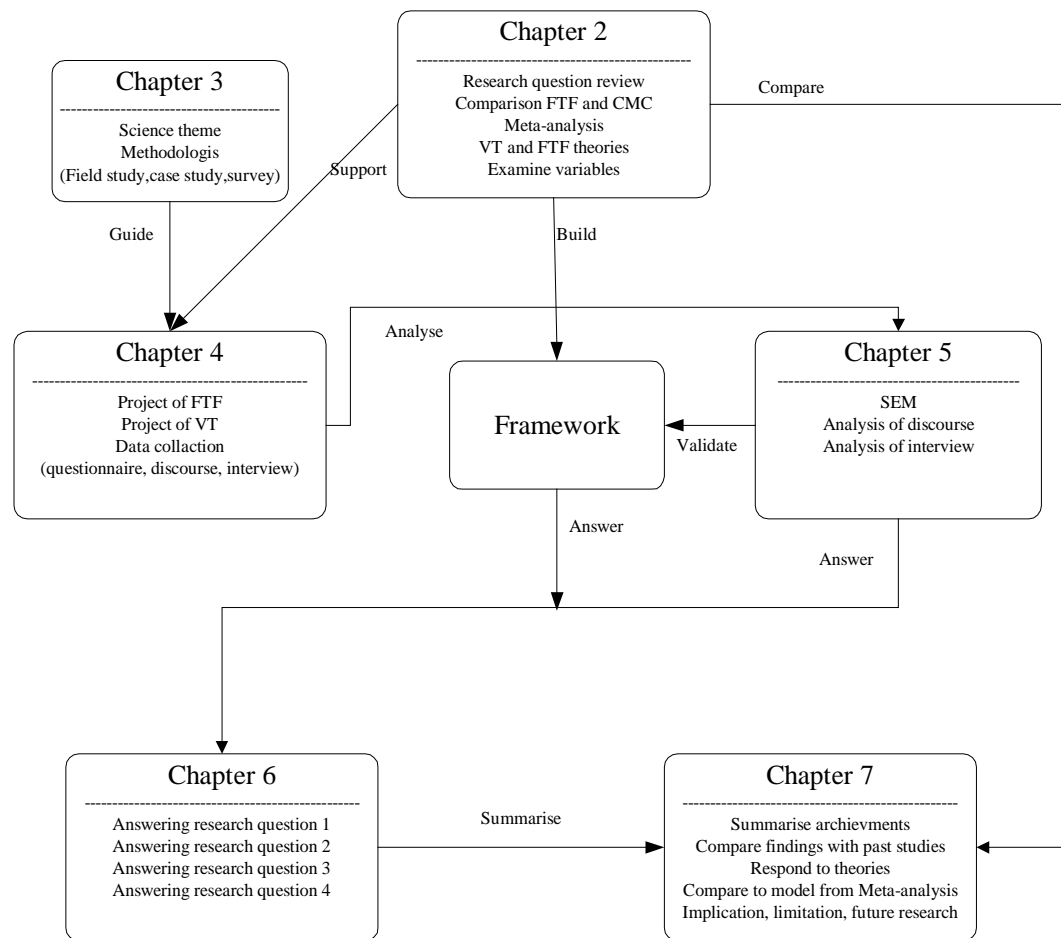 Chapter 2
Research question review
Comparison FTF and CMC
Meta-analysis
VT and FTF theories
Examine variables
Chapter 3
Science theme
Methodologis
(Field study,case study,survey)
Compare
Support
Guide
Build
Chapter 4
Project of FTF
Project of VT
Data collaction
(questionnaire, discourse, interview)
Analyse
Framework
Validate
Chapter 5
SEM
Analysis of discourse
Analysis of interview
Answer
Answer
Chapter 6
Answering research question 1
Answering research question 2
Answering research question 3
Answering research question 4
Summarise
Chapter 7
Summarise archievments
Compare findings with past studies
Respond to theories
Compare to model from Meta-analysis
Implication, limitation, future research